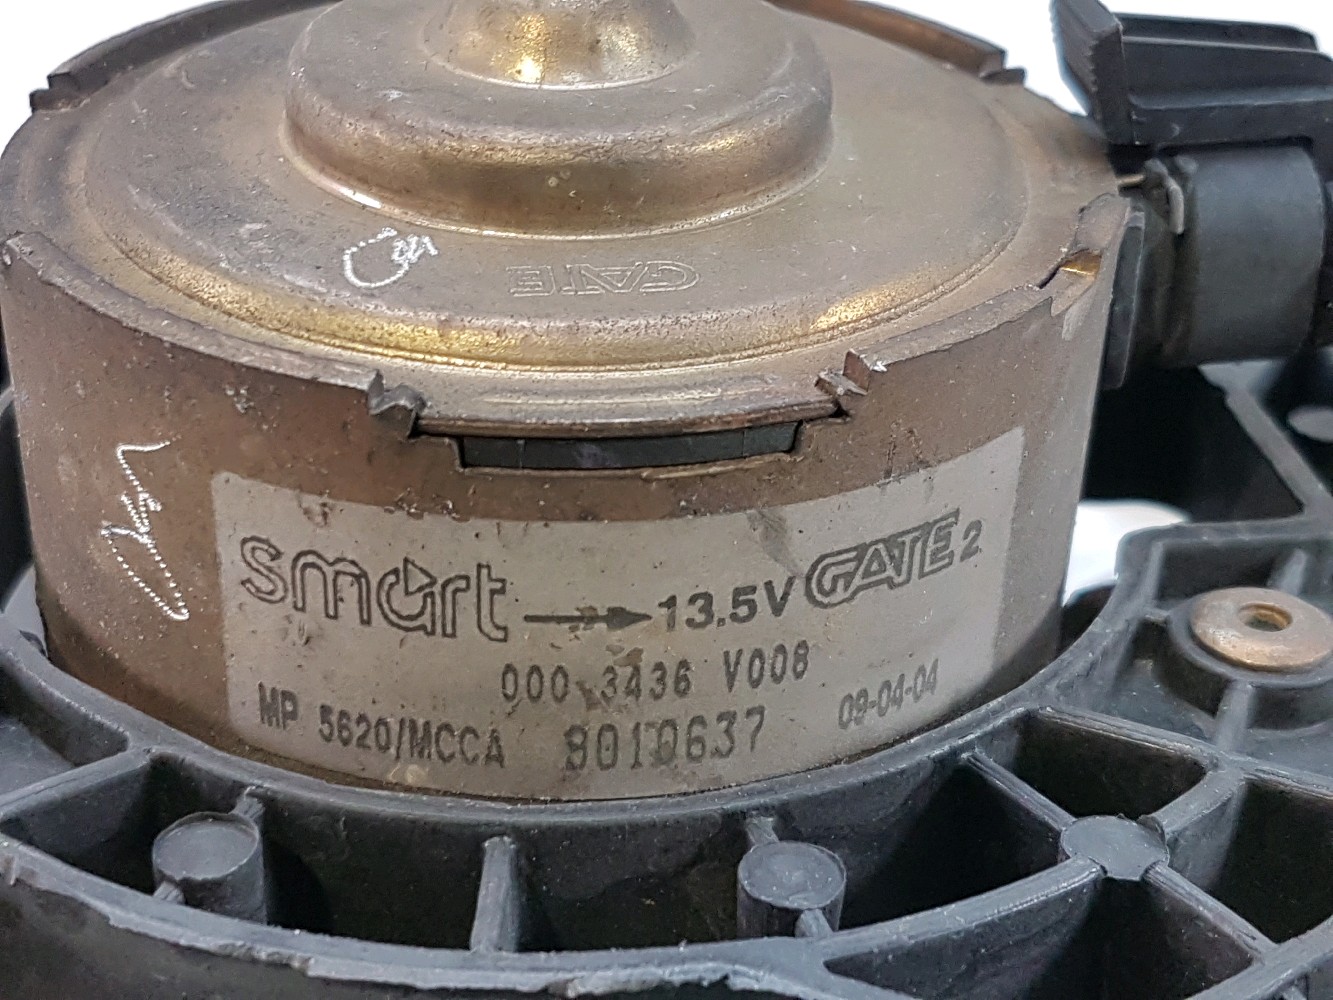 GATE
smart 13.5V GATE 2
000 3436 V008
MP 5620/MCCA 8010637 09-04-04